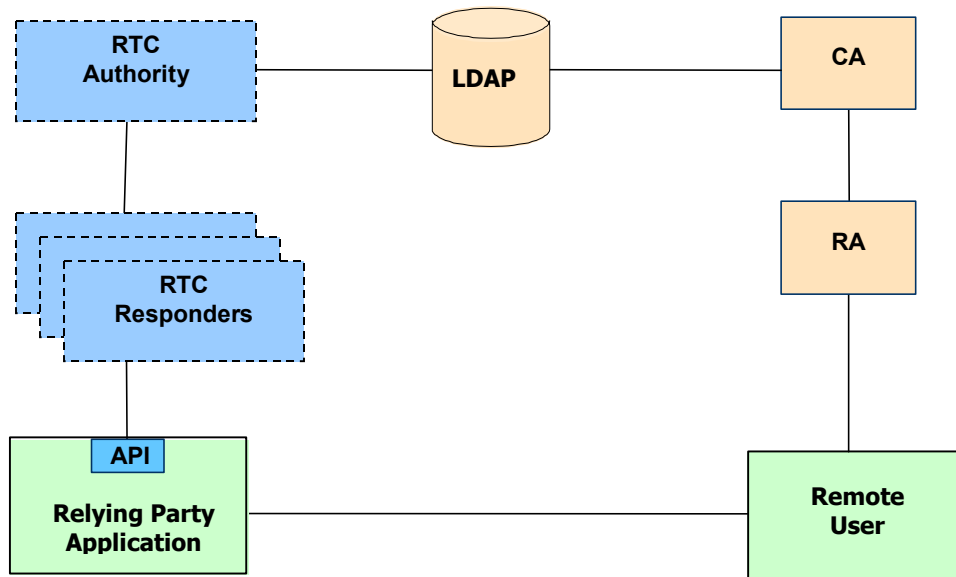 RTC
Authority
LDAP
CA
RA
RTC
Responders
API
Relying Party
Application
Remote
User